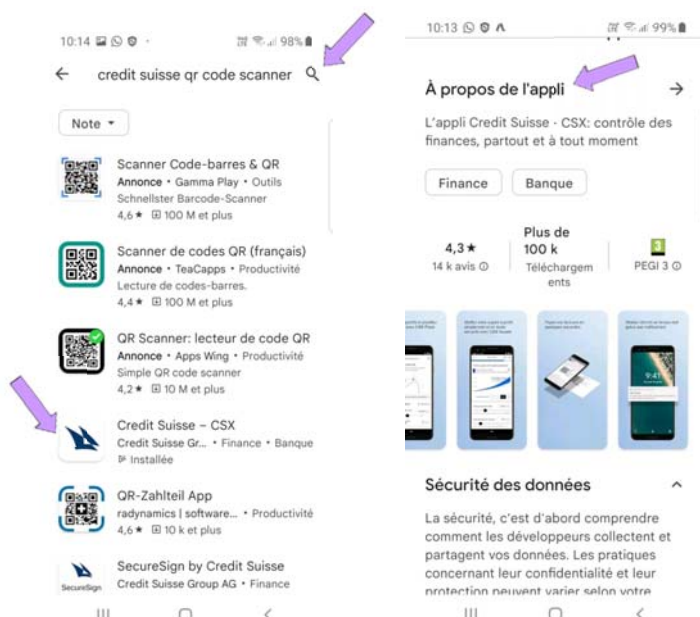 10:14 98%
credit suisse qr code scanner
Note
Scanner Code-barres & QR
Annonce • Gamma Play • Outils
Schnellster Barcode-Scanner
4,6★ 100 M et plus
Scanner de codes QR (français)
Annonce • TeaCapps • Productivité
Lecture de codes-barres.
4,4★ 100 M et plus
QR Scanner: lecteur de code QR
Annonce • Apps Wing • Productivité
Simple QR code scanner
4,2★ 10 M et plus
Credit Suisse – CSX
Credit Suisse Gr... • Finance • Banque
Installée
QR-Zahlteil App
radynamics | software... • Productivité
4,6★ 10 k et plus
SecureSign by Credit Suisse
SecureSign
Credit Suisse Group AG • Finance
10:13 99%
À propos de l'appli
L'appli Credit Suisse - CSX: contrôle des
finances, partout et à tout moment
Finance Banque
4,3★
14 k avis
Plus de
100 k
Téléchargem
ents
3
PEGI 3
9:41
Sécurité des données
La sécurité, c'est d'abord comprendre
comment les développeurs collectent et
partagent vos données. Les pratiques
concernant leur confidentialité et leur
protection peuvent varier selon votre